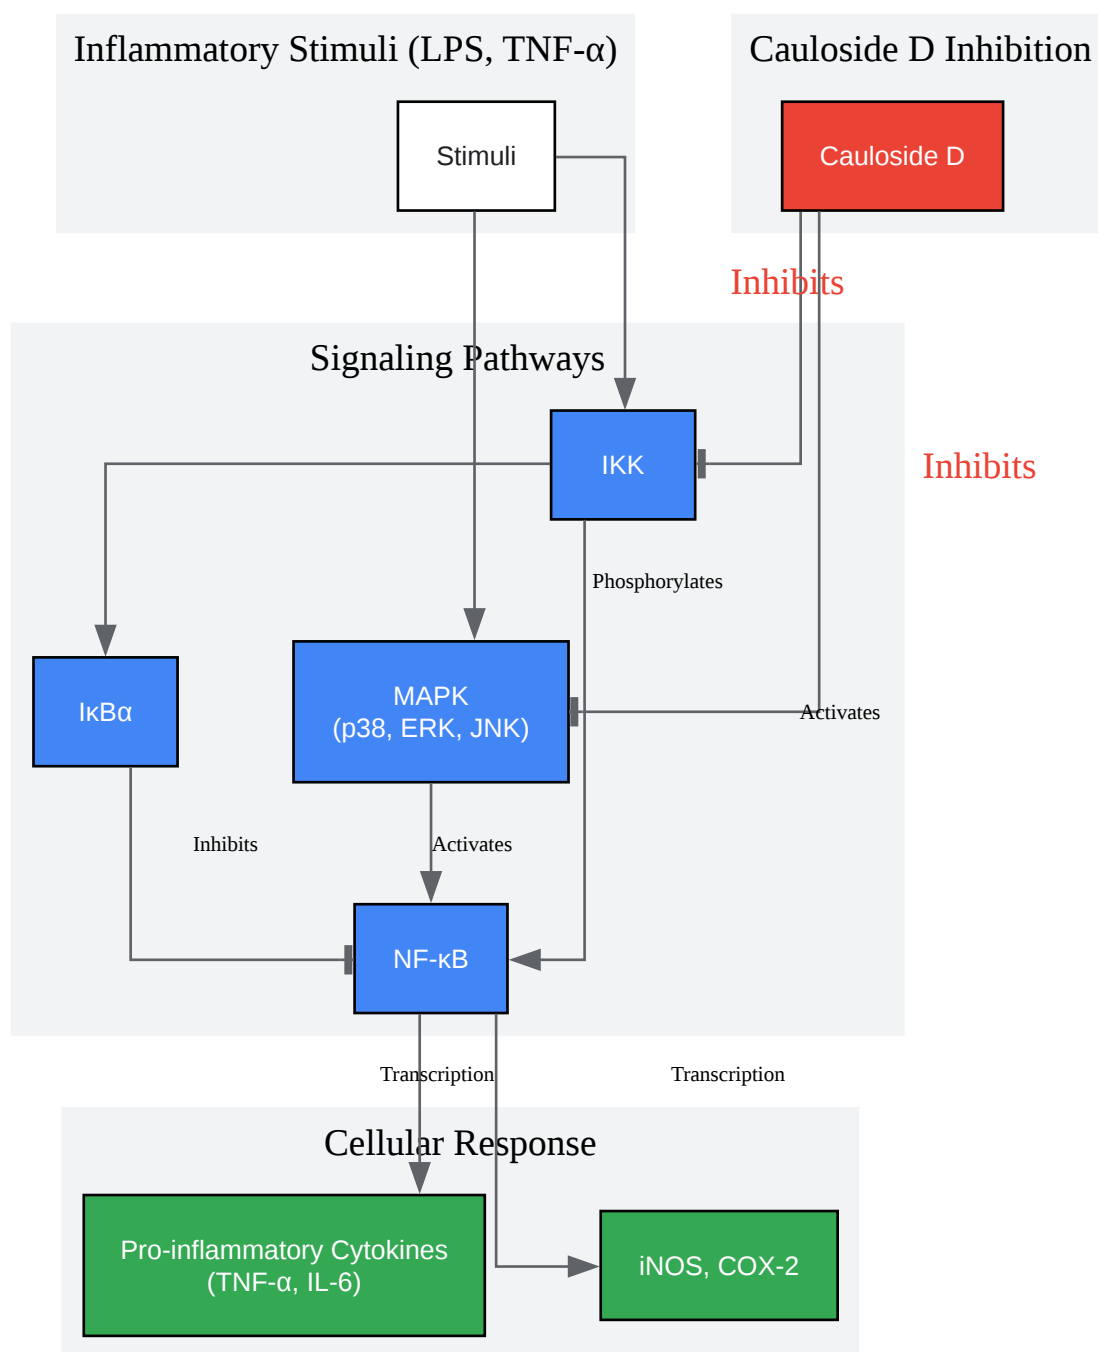 Inflammatory Stimuli (LPS, TNF-α)
Cauloside D Inhibition
Stimuli
Cauloside D
Inhibits
Signaling Pathways
IKK
Inhibits
Phosphorylates
IκBα
MAPK
(p38, ERK, JNK)
Activates
Inhibits
Activates
NF-κB
Transcription
Transcription
Cellular Response
Pro-inflammatory Cytokines
(TNF-α, IL-6)
iNOS, COX-2